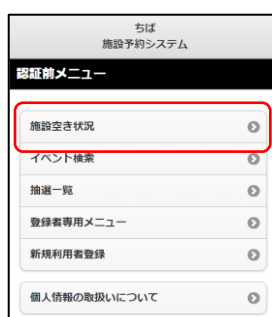 ちば
施設予約システム
認証前メニュー
施設空き状況
イベント検索
抽選一覧
登録者専用メニュー
新規利用者登録
個人情報の取扱いについて